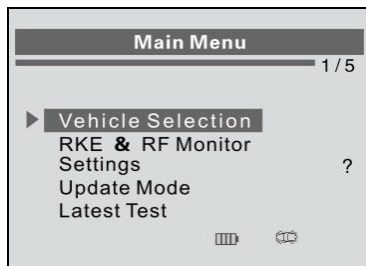 Main Menu
1/5
Vehicle Selection
RKE & RF Monitor
Settings ?
Update Mode
Latest Test